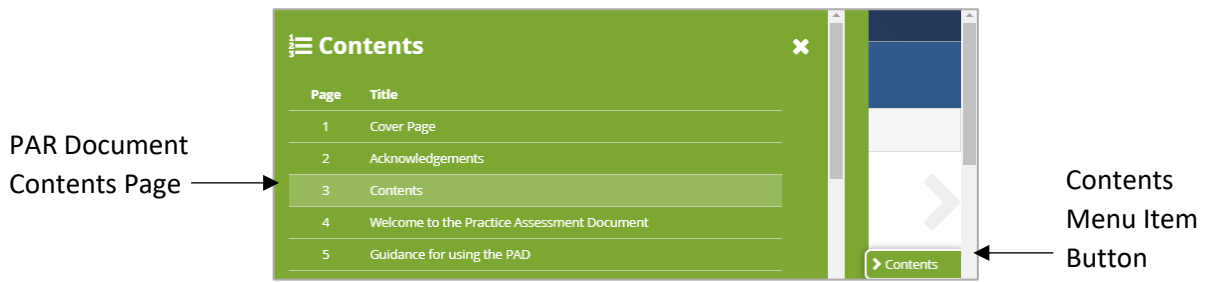 Contents
Page Title
1 Cover Page
2 Acknowledgements
3 Contents
4 Welcome to the Practice Assessment Document
5 Guidance for using the PAD
PAR Document
Contents Page
Contents
Contents
Menu Item
Button